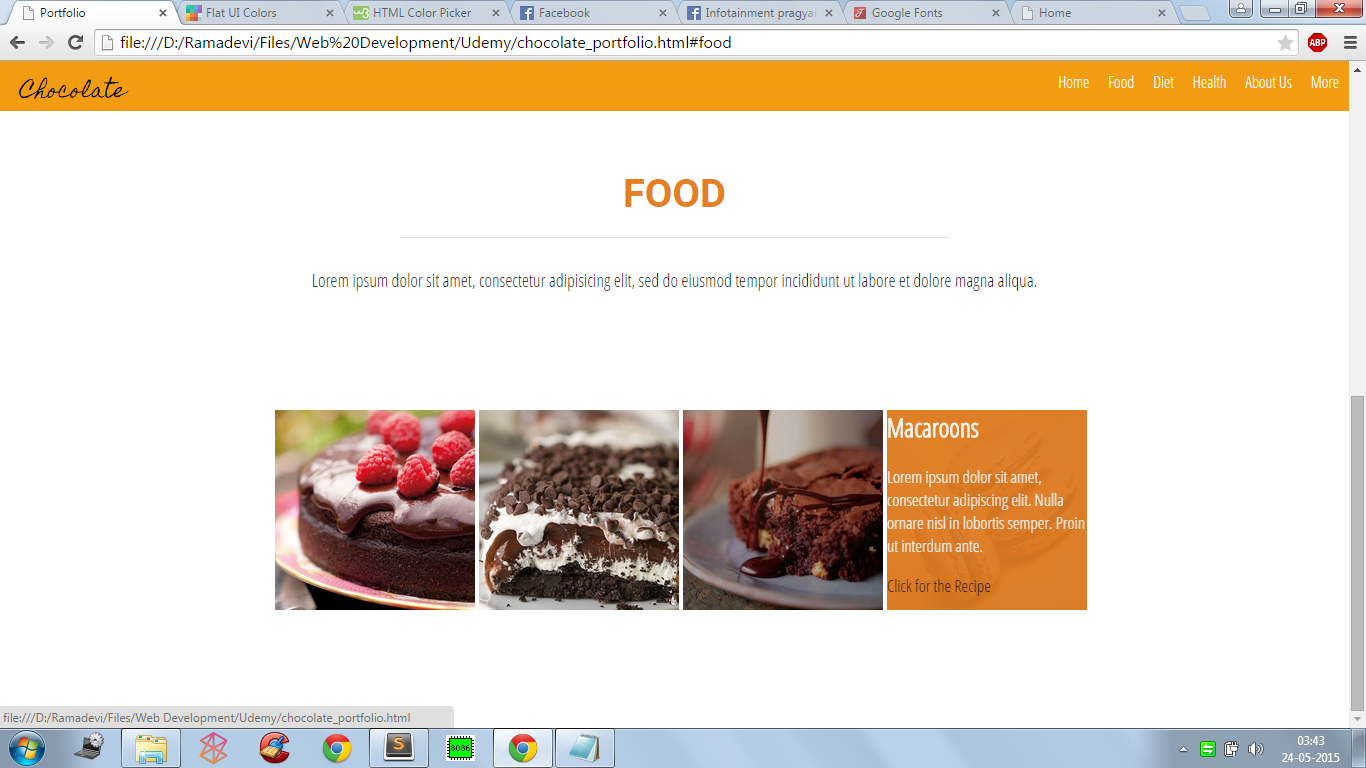 Portfolio
Flat UI Colors
HTML Color Picker
Facebook
Infotainment pragyan
Google Fonts
Home
file:///D:/Ramadevi/Files/Web%20Development/Udemy/chocolate_portfolio.html#food
ABP
Chocolate
Home Food Diet Health About Us More
FOOD
Lorem ipsum dolor sit amet, consectetur adipisicing elit, sed do eiusmod tempor incididunt ut labore et dolore magna aliqua.
Macaroons
Lorem ipsum dolor sit amet,
consectetur adipiscing elit. Nulla
ornare nisl in lobortis semper. Proin
ut interdum ante.
Click for the Recipe
file:///D:/Ramadevi/Files/Web Development/Udemy/chocolate_portfolio.html
8086
03:43
24-05-2015